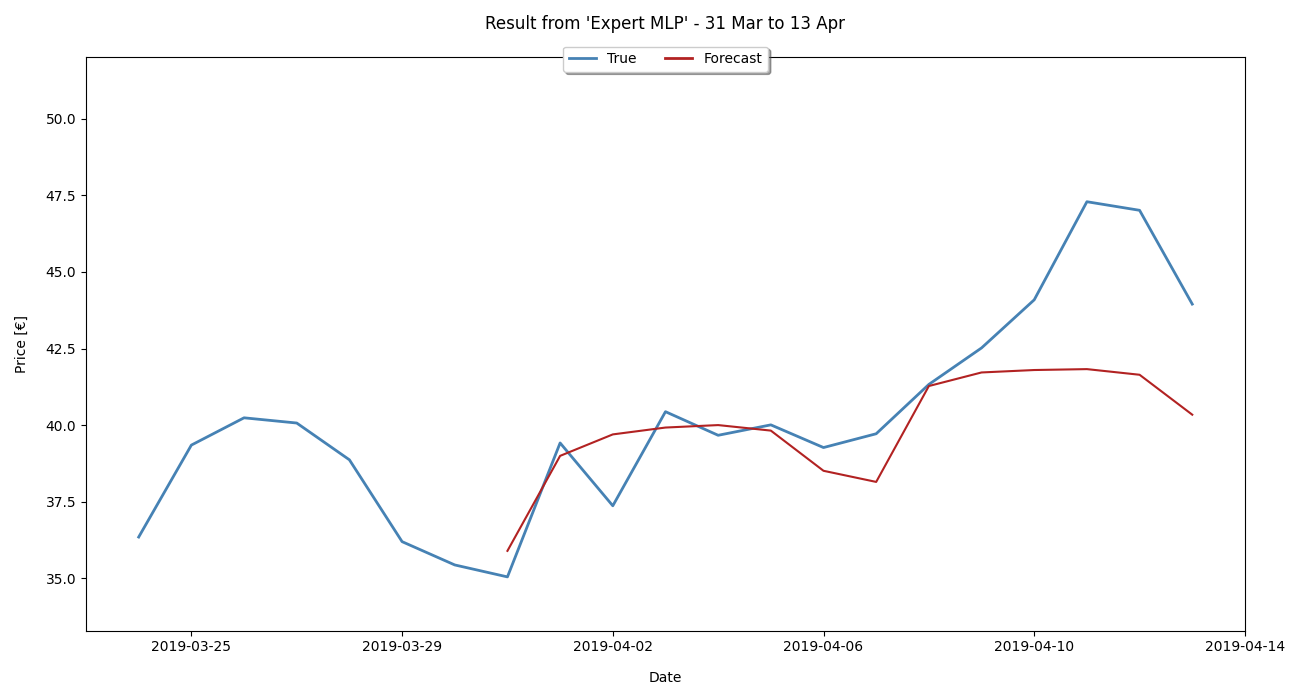 Result from 'Expert MLP' - 31 Mar to 13 Apr
True Forecast
50.0
47.5
45.0
42.5
40.0
37.5
35.0
Price [€]
2019-03-25 2019-03-29 2019-04-02 2019-04-06 2019-04-10 2019-04-14
Date